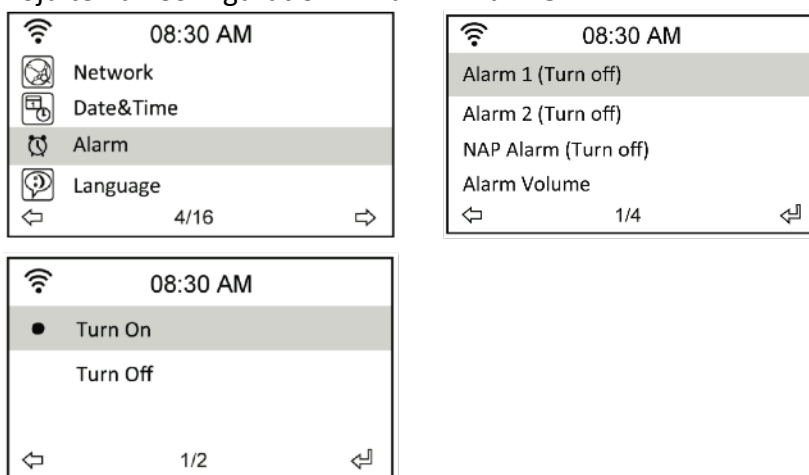 08:30 AM
Network
Date&Time
Alarm
Language
4/16
08:30 AM
Alarm 1 (Turn off)
Alarm 2 (Turn off)
NAP Alarm (Turn off)
Alarm Volume
1/4
08:30 AM
Turn On
Turn Off
1/2